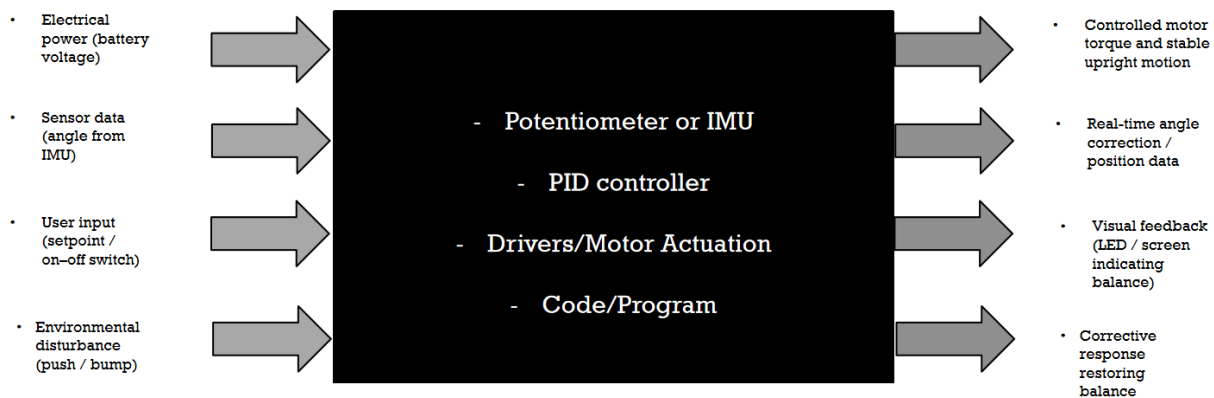 • Electrical
power (battery
voltage)
• Sensor data
(angle from
IMU)
• User input
(setpoint /
on–off switch)
• Environmental
disturbance
(push / bump)
- Potentiometer or IMU
- PID controller
- Drivers/Motor Actuation
- Code/Program
• Controlled motor
torque and stable
upright motion
• Real-time angle
correction /
position data
• Visual feedback
(LED / screen
indicating
balance)
• Corrective
response
restoring
balance